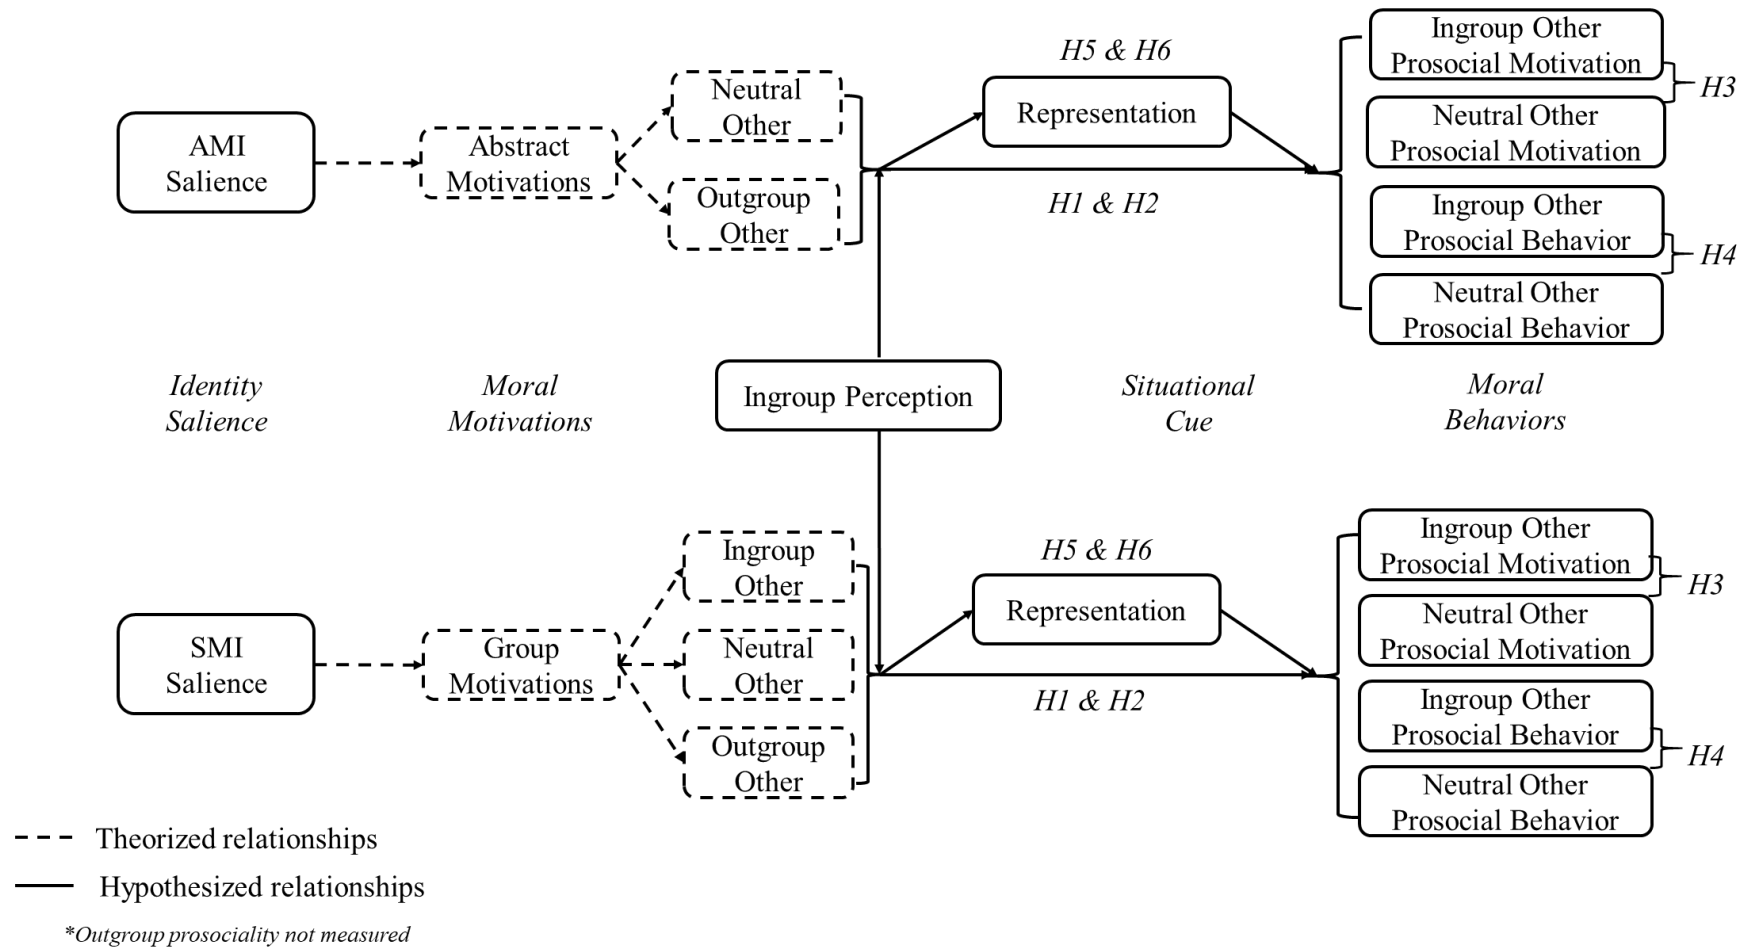 AMI
Salience
Abstract
Motivations
Neutral
Other
Outgroup
Other
H5 & H6
Representation
H1 & H2
Ingroup Other
Prosocial Motivation
Neutral Other
Prosocial Motivation
H3
Ingroup Other
Prosocial Behavior
Neutral Other
Prosocial Behavior
H4
Identity
Salience
Moral
Motivations
Ingroup Perception
Situational
Cue
Moral
Behaviors
SMI
Salience
Group
Motivations
Ingroup
Other
Neutral
Other
Outgroup
Other
H5 & H6
Representation
H1 & H2
Ingroup Other
Prosocial Motivation
Neutral Other
Prosocial Motivation
H3
Ingroup Other
Prosocial Behavior
Neutral Other
Prosocial Behavior
H4
Theorized relationships
Hypothesized relationships
*Outgroup prosociality not measured